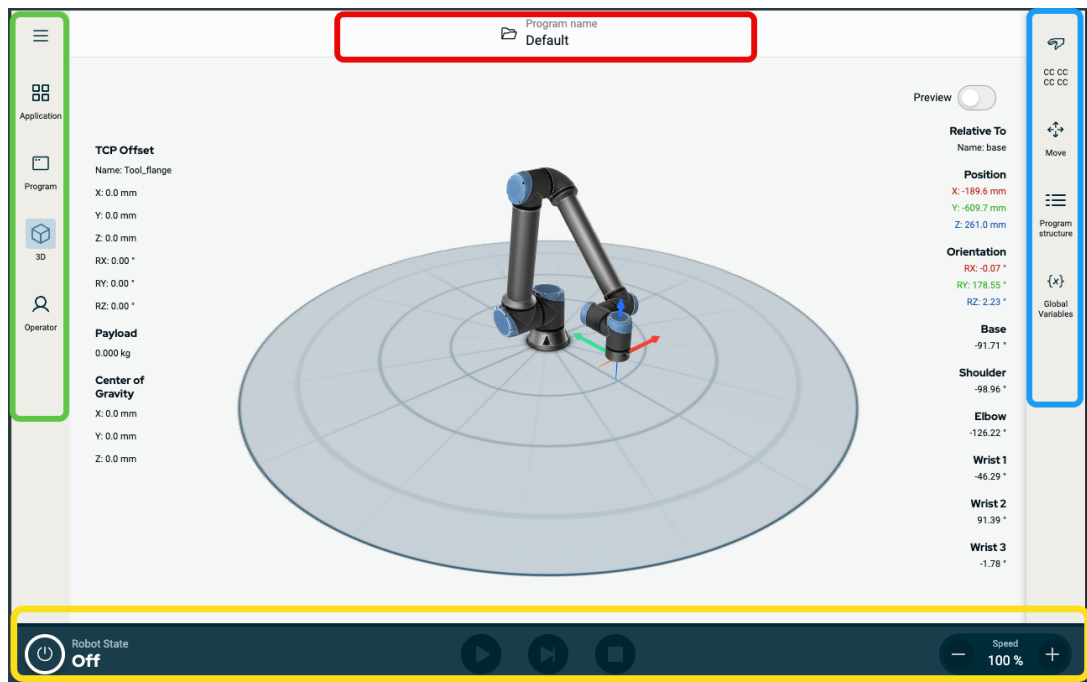 Program name
Default
Application
Program
3D
Operator
TCP Offset
Name: Tool_flange
X: 0.0 mm
Y: 0.0 mm
Z: 0.0 mm
RX: 0.00 °
RY: 0.00 °
RZ: 0.00 °
Payload
0.000 kg
Center of
Gravity
X: 0.0 mm
Y: 0.0 mm
Z: 0.0 mm
Preview
Relative To
Name: base
Position
X: -189.6 mm
Y: -609.7 mm
Z: 261.0 mm
Orientation
RX: -0.07 °
RY: 178.55 °
RZ: 2.23 °
Base
-91.71 °
Shoulder
-98.96 °
Elbow
-126.22 °
Wrist 1
-46.29 °
Wrist 2
91.39 °
Wrist 3
-1.78 °
CC CC
CC CC
Move
Program
structure
{x}
Global
Variables
Robot State
Off
Speed
100 %